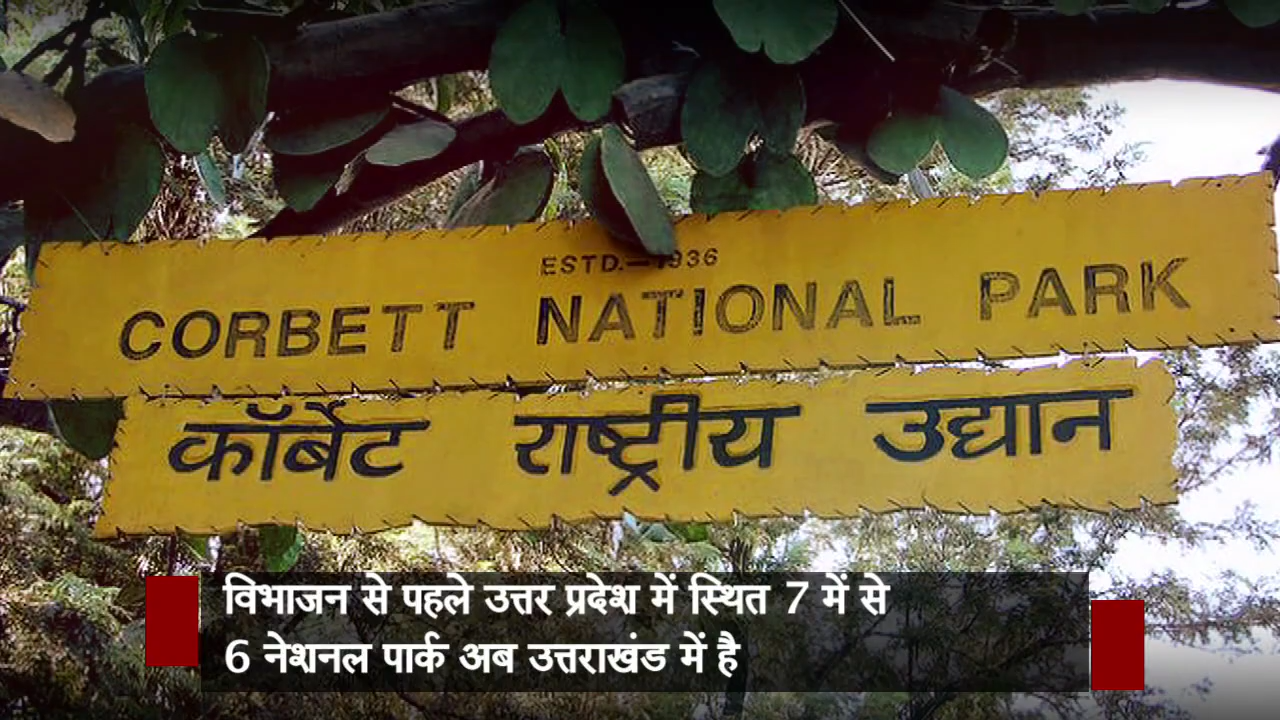 ESTD.—1936
CORBETT NATIONAL PARK
कॉर्बेट राष्ट्रीय उद्यान
विभाजन से पहले उत्तर प्रदेश में स्थित 7 में से
6 नेशनल पार्क अब उत्तराखंड में है